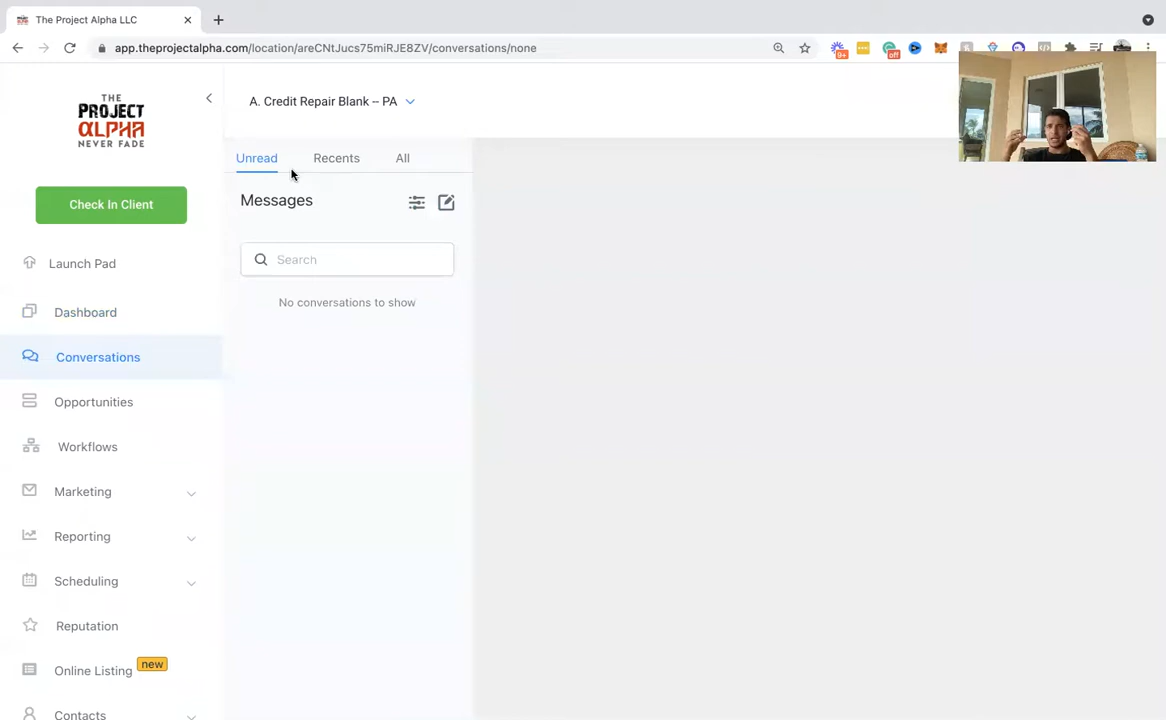 The Project Alpha LLC
app.theprojectalpha.com/location/areCNtJucs75miRJE8ZV/conversations/none
9+
off
THE
PROJECT
ALPHA
NEVER FADE
A. Credit Repair Blank -- PA
Check In Client
Launch Pad
Dashboard
Conversations
Opportunities
Workflows
Marketing
Reporting
Scheduling
Reputation
Online Listing new
Contacts
Unread Recents All
Messages
Search
No conversations to show